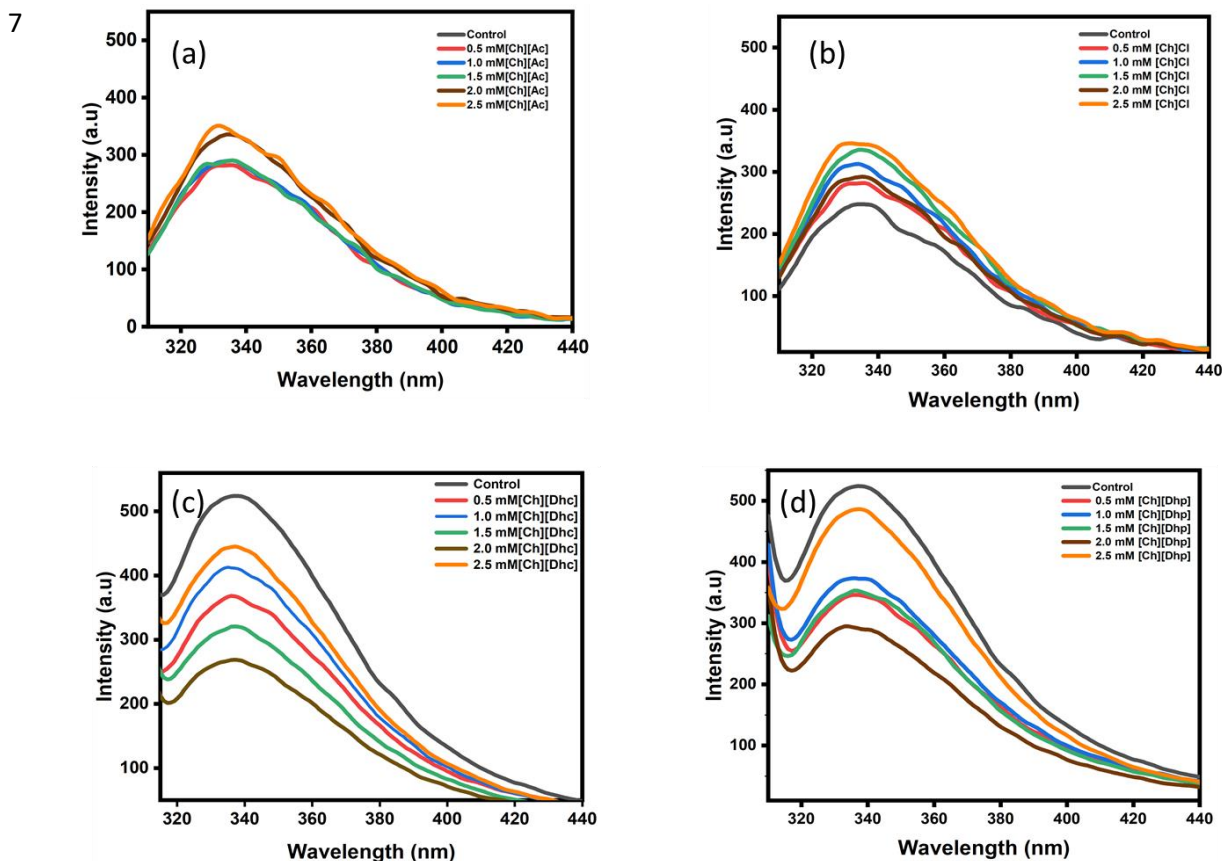 7
(a)
Control
0.5 mM[Ch][Ac]
1.0 mM[Ch][Ac]
1.5 mM[Ch][Ac]
2.0 mM[Ch][Ac]
2.5 mM[Ch][Ac]
500
400
300
200
100
0
320 340 360 380 400 420 440
Intensity (a.u)
Wavelength (nm)
(b)
Control
0.5 mM [Ch]Cl
1.0 mM [Ch]Cl
1.5 mM [Ch]Cl
2.0 mM [Ch]Cl
2.5 mM [Ch]Cl
500
400
300
200
100
320 340 360 380 400 420 440
Intensity (a.u)
Wavelength (nm)
(c)
Control
0.5 mM[Ch][Dhc]
1.0 mM[Ch][Dhc]
1.5 mM[Ch][Dhc]
2.0 mM[Ch][Dhc]
2.5 mM[Ch][Dhc]
500
400
300
200
100
320 340 360 380 400 420 440
Intensity (a.u)
Wavelength (nm)
(d)
Control
0.5 mM [Ch][Dhp]
1.0 mM [Ch][Dhp]
1.5 mM [Ch][Dhp]
2.0 mM [Ch][Dhp]
2.5 mM [Ch][Dhp]
500
400
300
200
100
320 340 360 380 400 420 440
Intensity (a.u)
Wavelength (nm)